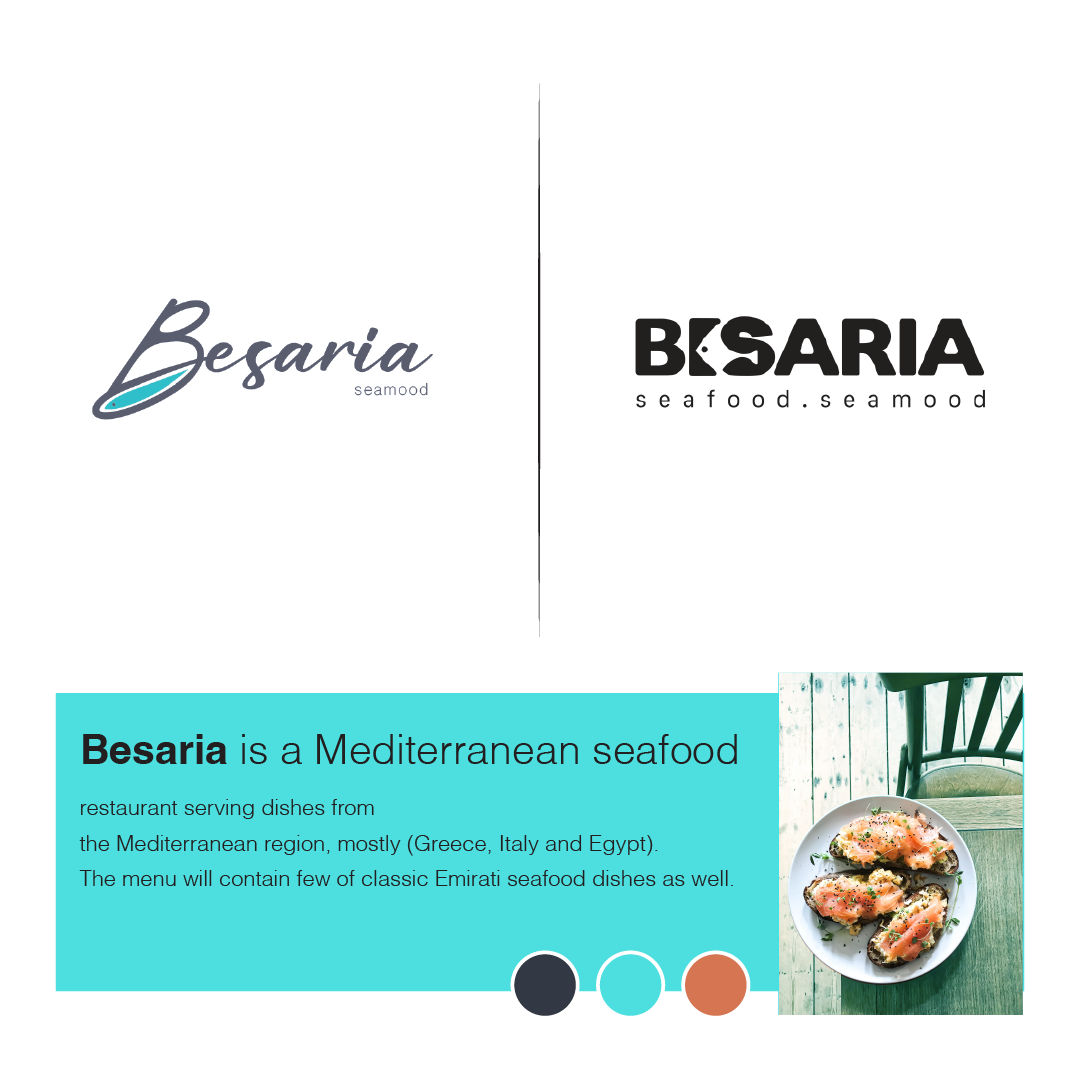 Besaria
seamood
BESARIA
seafood.seamood
Besaria is a Mediterranean seafood
restaurant serving dishes from
the Mediterranean region, mostly (Greece, Italy and Egypt).
The menu will contain few of classic Emirati seafood dishes as well.